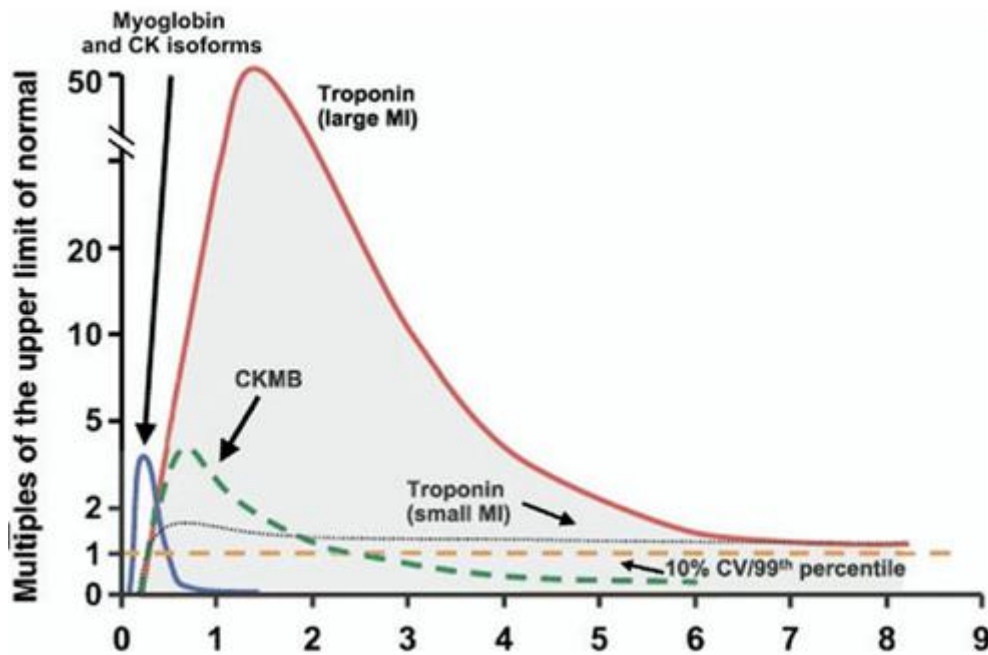 Myoglobin
and CK isoforms
Multiples of the upper limit of normal
50
20
10
5
2
1
0
Troponin
(large MI)
CKMB
Troponin
(small MI)
10% CV/99th percentile
0 1 2 3 4 5 6 7 8 9